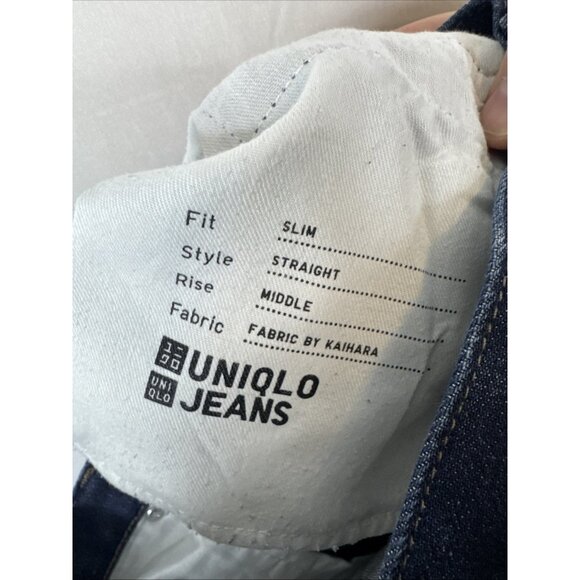 Fit SLIM
Style STRAIGHT
Rise MIDDLE
Fabric FABRIC BY KAIHARA
ユニクロ UNIQLO
UNIQLO JEANS